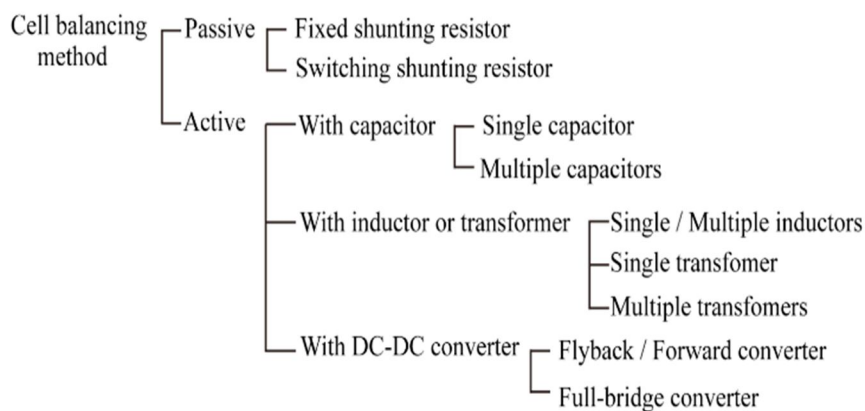 Cell balancing
method
Passive
Fixed shunting resistor
Switching shunting resistor
Active
With capacitor
Single capacitor
Multiple capacitors
With inductor or transformer
Single / Multiple inductors
Single transfomer
Multiple transfomers
With DC-DC converter
Flyback / Forward converter
Full-bridge converter